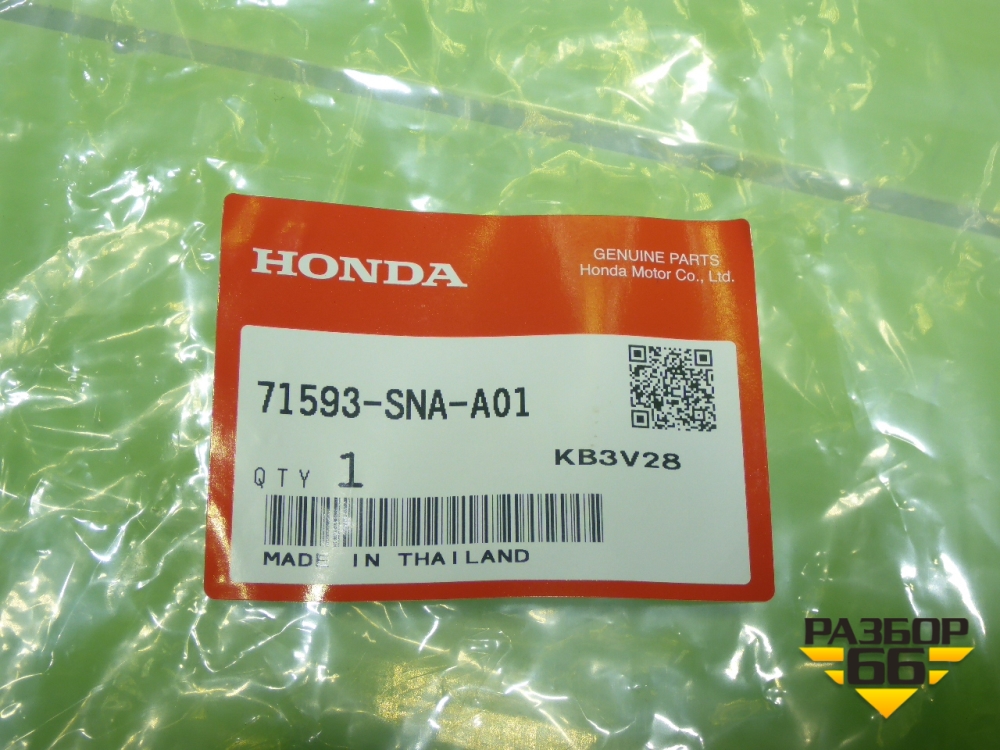 HONDA
GENUINE PARTS
Honda Motor Co., Ltd.
71593-SNA-A01
KB3V28
QTY 1
MADE IN THAILAND
РАЗБОР
66